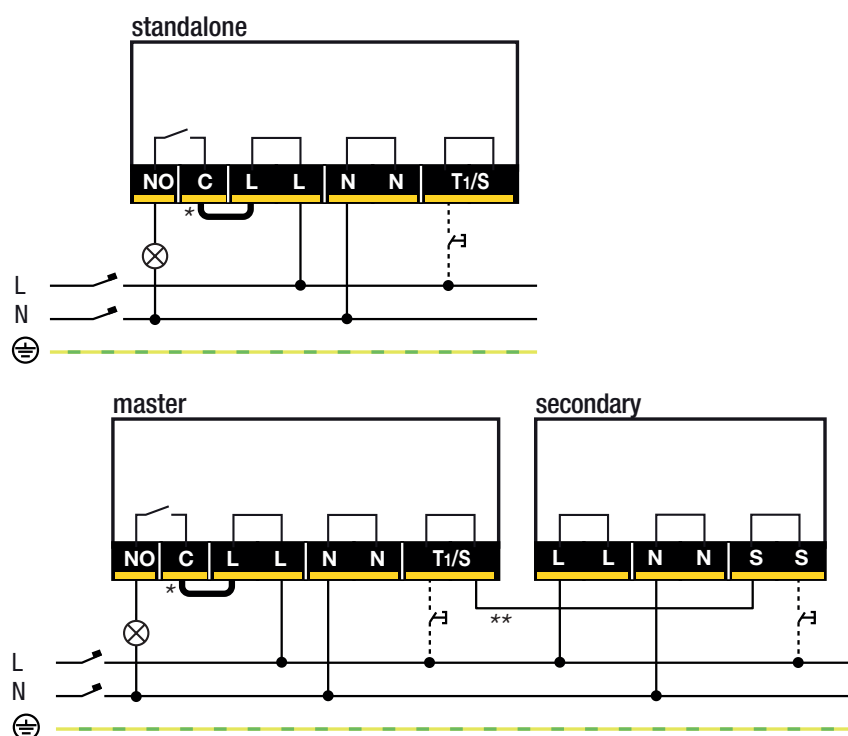 standalone
NO C L L N N T1/S
*
L
N
master secondary
NO C L L N N T1/S L L N N S S
* **
L
N